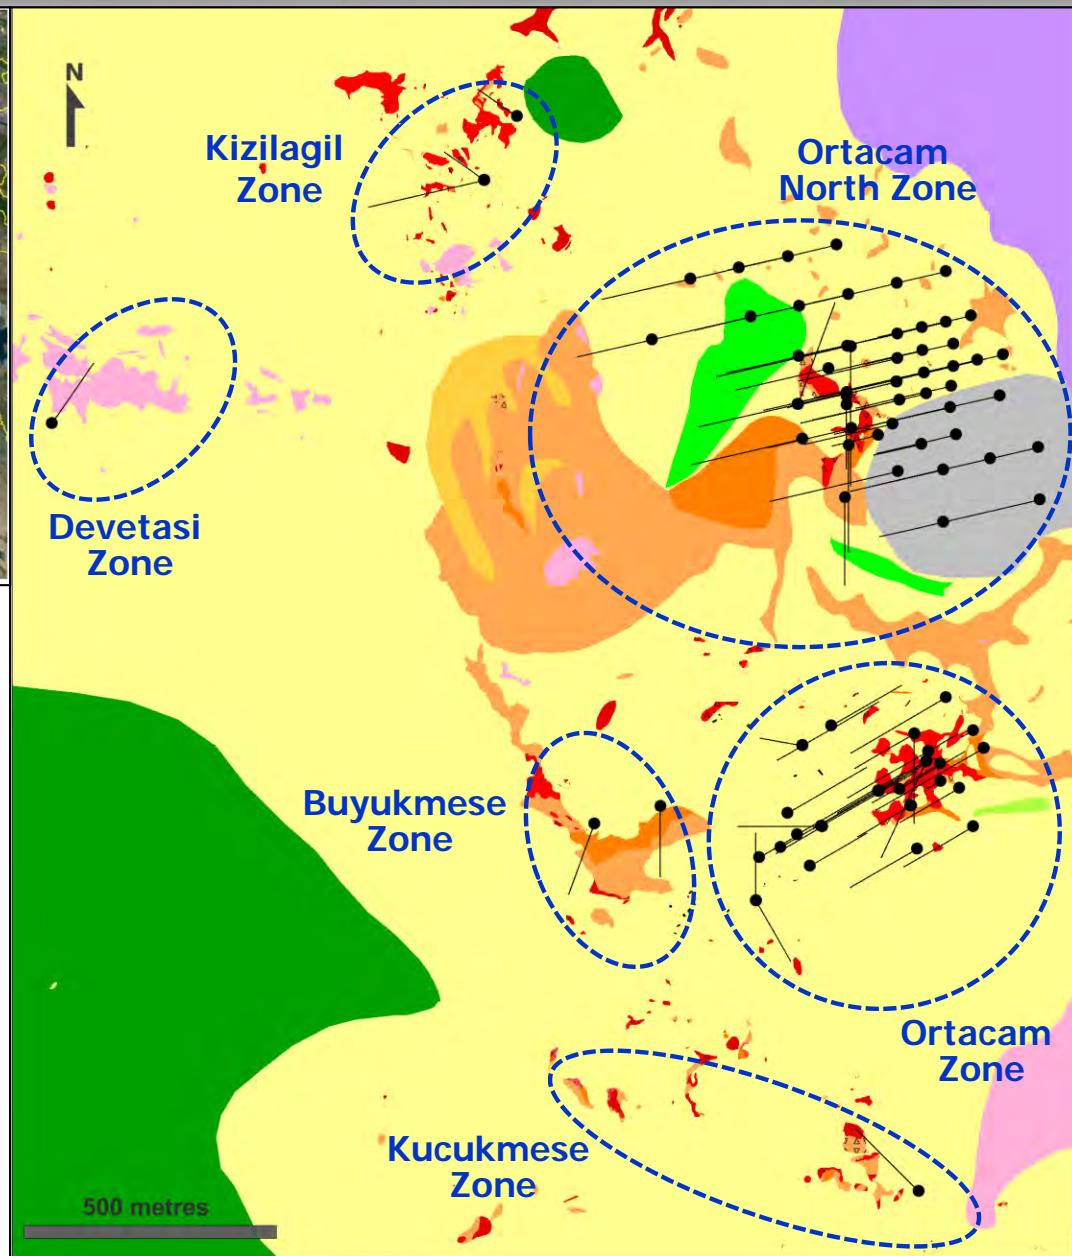 N
Kizilagil
Zone
Ortacam
North Zone
Devetasi
Zone
Buyukmese
Zone
Ortacam
Zone
Kucukmese
Zone
500 metres